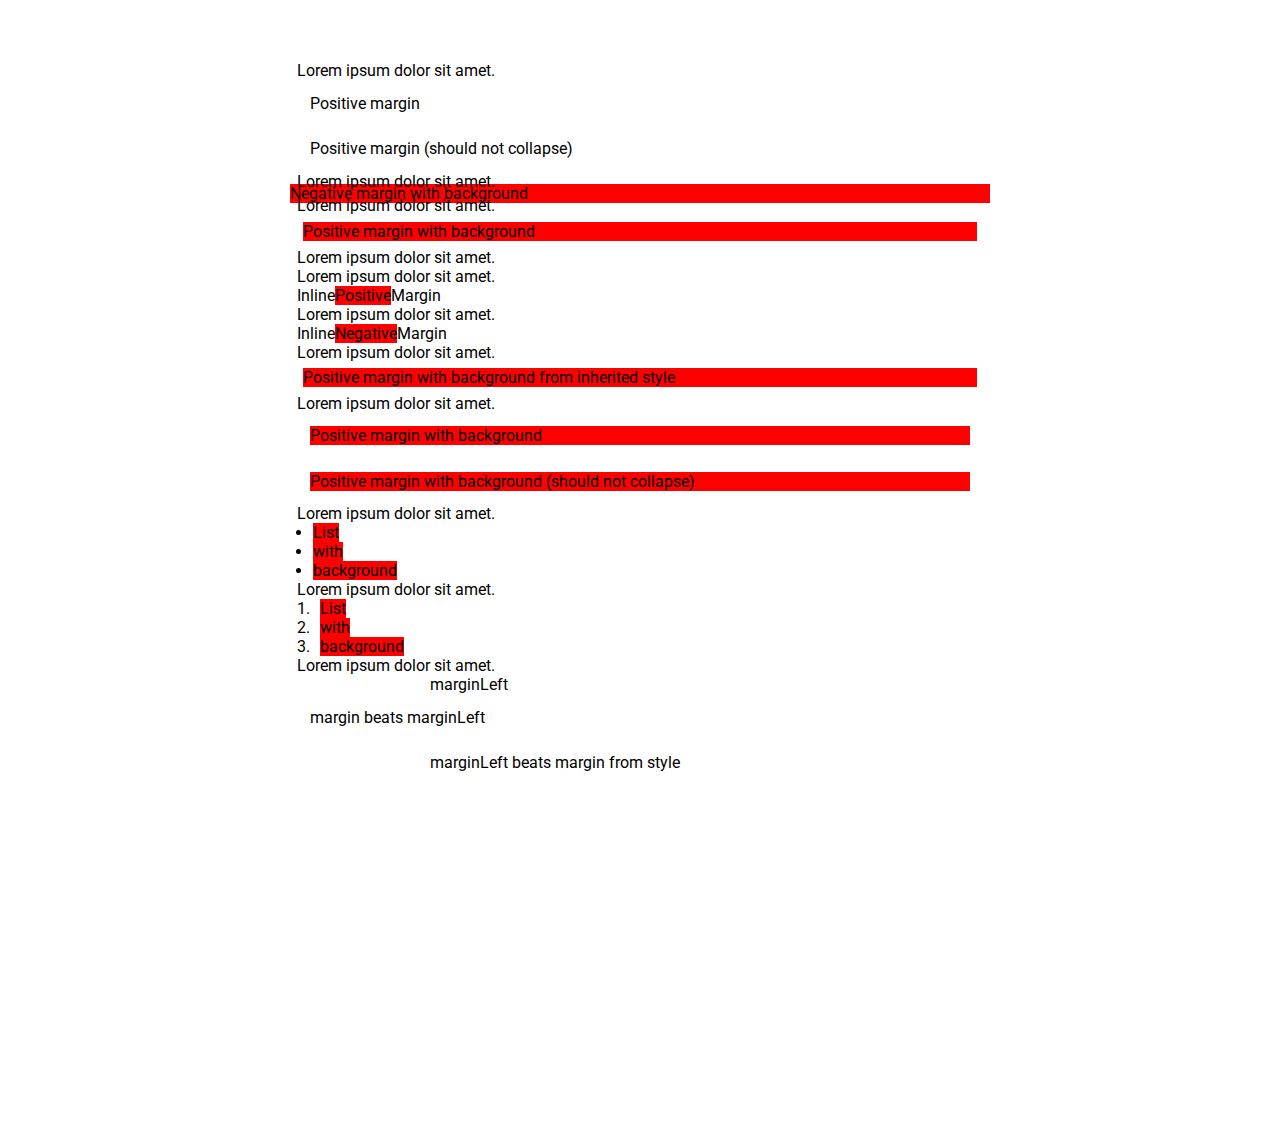 Lorem ipsum dolor sit amet.
Positive margin
Positive margin (should not collapse)
Lorem ipsum dolor sit amet.
Negative margin with background
Lorem ipsum dolor sit amet.
Positive margin with background
Lorem ipsum dolor sit amet.
Lorem ipsum dolor sit amet.
InlinePositiveMargin
Lorem ipsum dolor sit amet.
InlineNegativeMargin
Lorem ipsum dolor sit amet.
Positive margin with background from inherited style
Lorem ipsum dolor sit amet.
Positive margin with background
Positive margin with background (should not collapse)
Lorem ipsum dolor sit amet.
• List
• with
• background
Lorem ipsum dolor sit amet.
1. List
2. with
3. background
Lorem ipsum dolor sit amet.
marginLeft
margin beats marginLeft
marginLeft beats margin from style